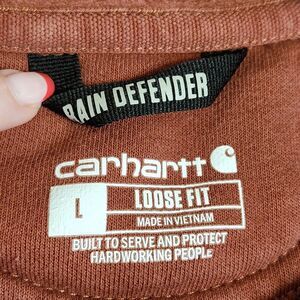 RAIN DEFENDER
carhartt
L
LOOSE FIT
MADE IN VIETNAM
BUILT TO SERVE AND PROTECT
HARDWORKING PEOPLE